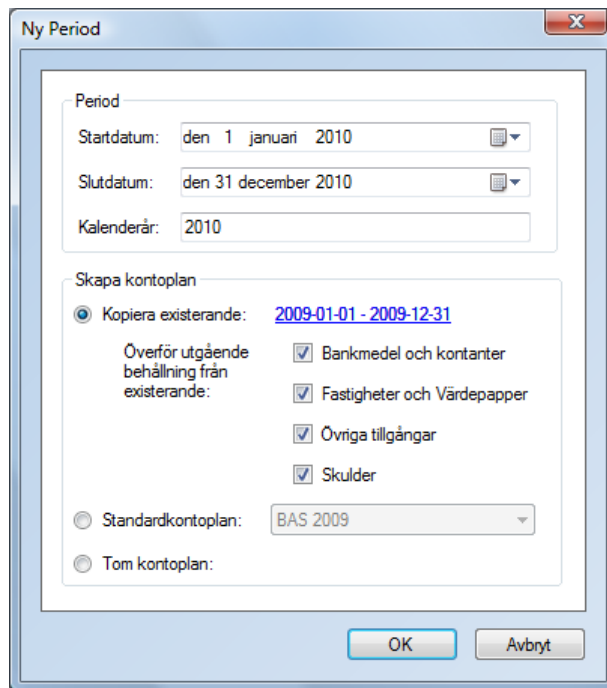 Ny Period
Period
Startdatum: den 1 januari 2010
Slutdatum: den 31 december 2010
Kalenderår: 2010
Skapa kontoplan
Kopiera existerande: 2009-01-01 - 2009-12-31
Överför utgående
behållning från
existerande:
Bankmedel och kontanter
Fastigheter och Värdepapper
Övriga tillgångar
Skulder
Standardkontoplan: BAS 2009
Tom kontoplan:
OK Avbryt